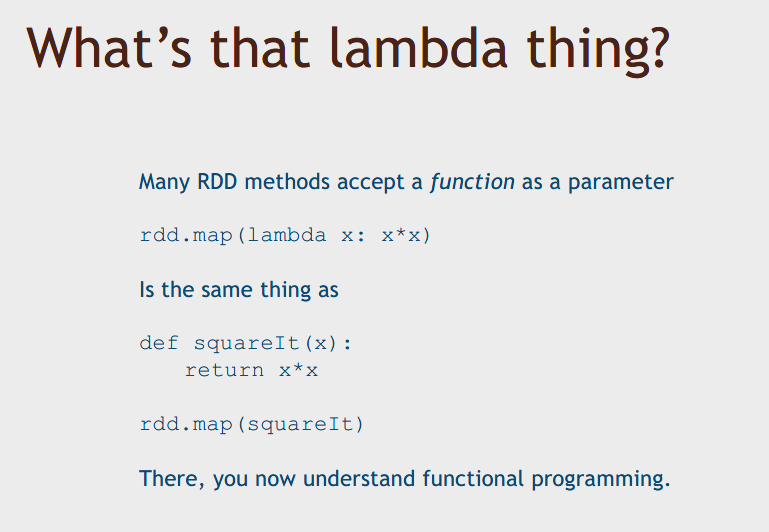 What’s that lambda thing?
Many RDD methods accept a function as a parameter
rdd.map(lambda x: x*x)
Is the same thing as
def squareIt(x):
    return x*x
rdd.map(squareIt)
There, you now understand functional programming.